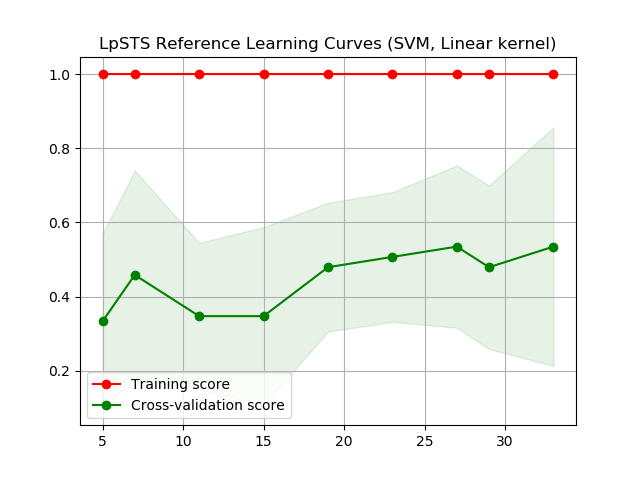 LpSTS Reference Learning Curves (SVM, Linear kernel)
1.0
0.8
0.6
0.4
0.2
Training score
Cross-validation score
5 10 15 20 25 30